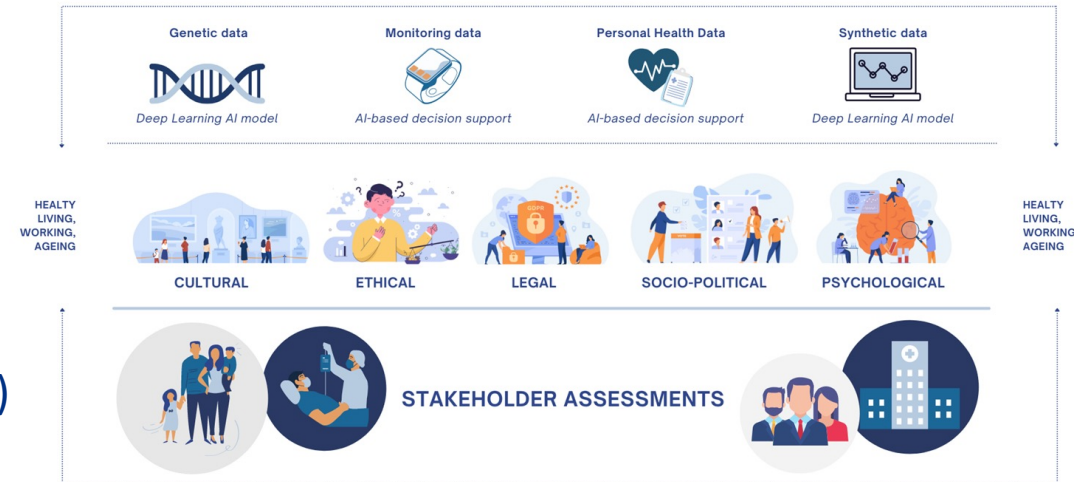 Genetic data
Monitoring data
Personal Health Data
Synthetic data
Deep Learning AI model
AI-based decision support
AI-based decision support
Deep Learning AI model
HEALTY
LIVING,
WORKING,
AGEING
HEALTY
LIVING,
WORKING
AGEING
GDPR
CULTURAL
ETHICAL
LEGAL
SOCIO-POLITICAL
PSYCHOLOGICAL
)
STAKEHOLDER ASSESSMENTS